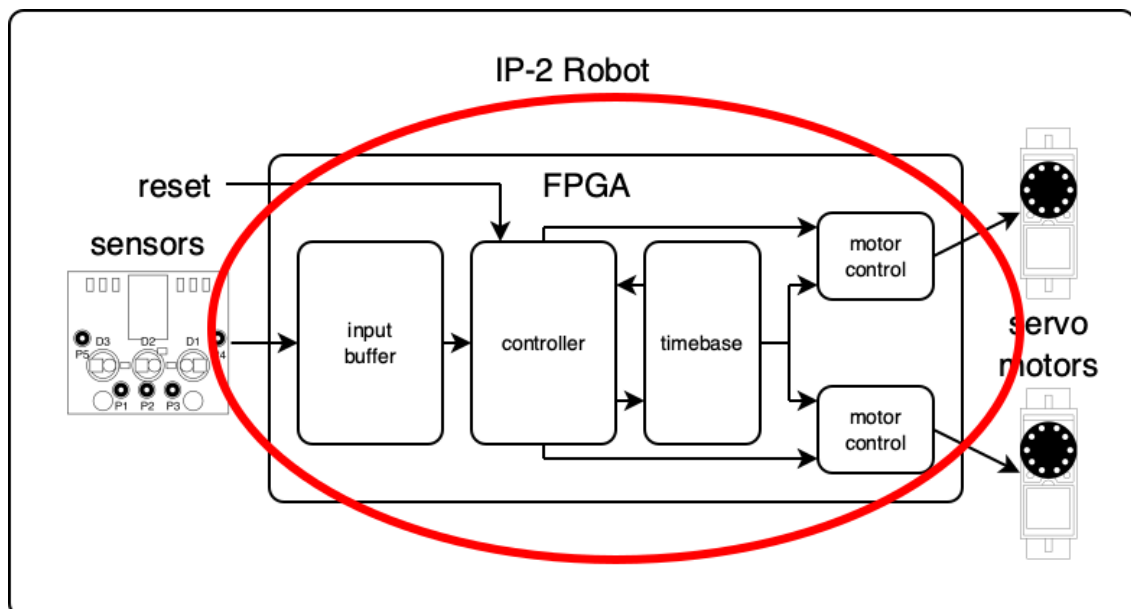 IP-2 Robot
reset
FPGA
sensors
motor
control
input
buffer
controller
timebase
servo
motors
motor
control
D3
D2
D1
P5
P4
P1
P2
P3